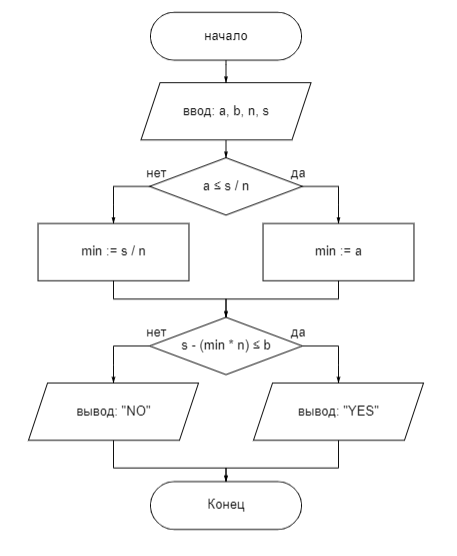 начало
ввод: a, b, n, s
нет
да
a ≤ s / n
min := s / n
min := a
нет
да
s - (min * n) ≤ b
вывод: "NO"
вывод: "YES"
Конец